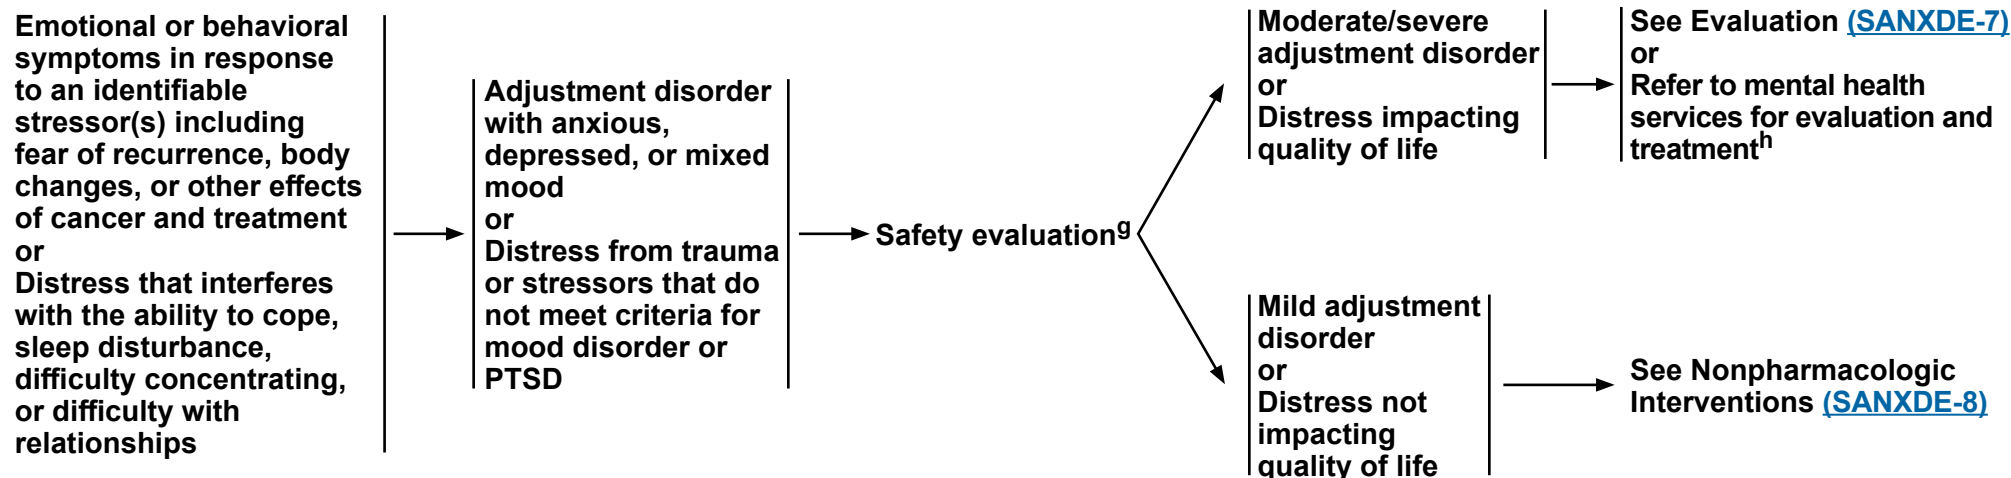 Emotional or behavioral
symptoms in response
to an identifiable
stressor(s) including
fear of recurrence, body
changes, or other effects
of cancer and treatment
or
Distress that interferes
with the ability to cope,
sleep disturbance,
difficulty concentrating,
or difficulty with
relationships
Adjustment disorder
with anxious,
depressed, or mixed
mood
or
Distress from trauma
or stressors that do
not meet criteria for
mood disorder or
PTSD
Safety evaluationg
Moderate/severe
adjustment disorder
or
Distress impacting
quality of life
See Evaluation (SANXDE-7)
or
Refer to mental health
services for evaluation and
treatmenth
Mild adjustment
disorder
or
Distress not
impacting
quality of life
See Nonpharmacologic
Interventions (SANXDE-8)